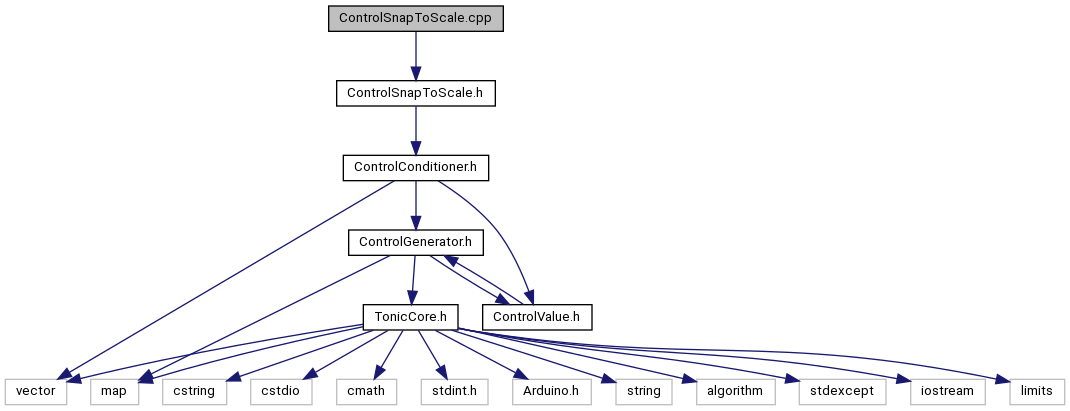 ControlSnapToScale.cpp
ControlSnapToScale.h
ControlConditioner.h
ControlGenerator.h
TonicCore.h
ControlValue.h
vector
map
cstring
cstdio
cmath
stdint.h
Arduino.h
string
algorithm
stdexcept
iostream
limits